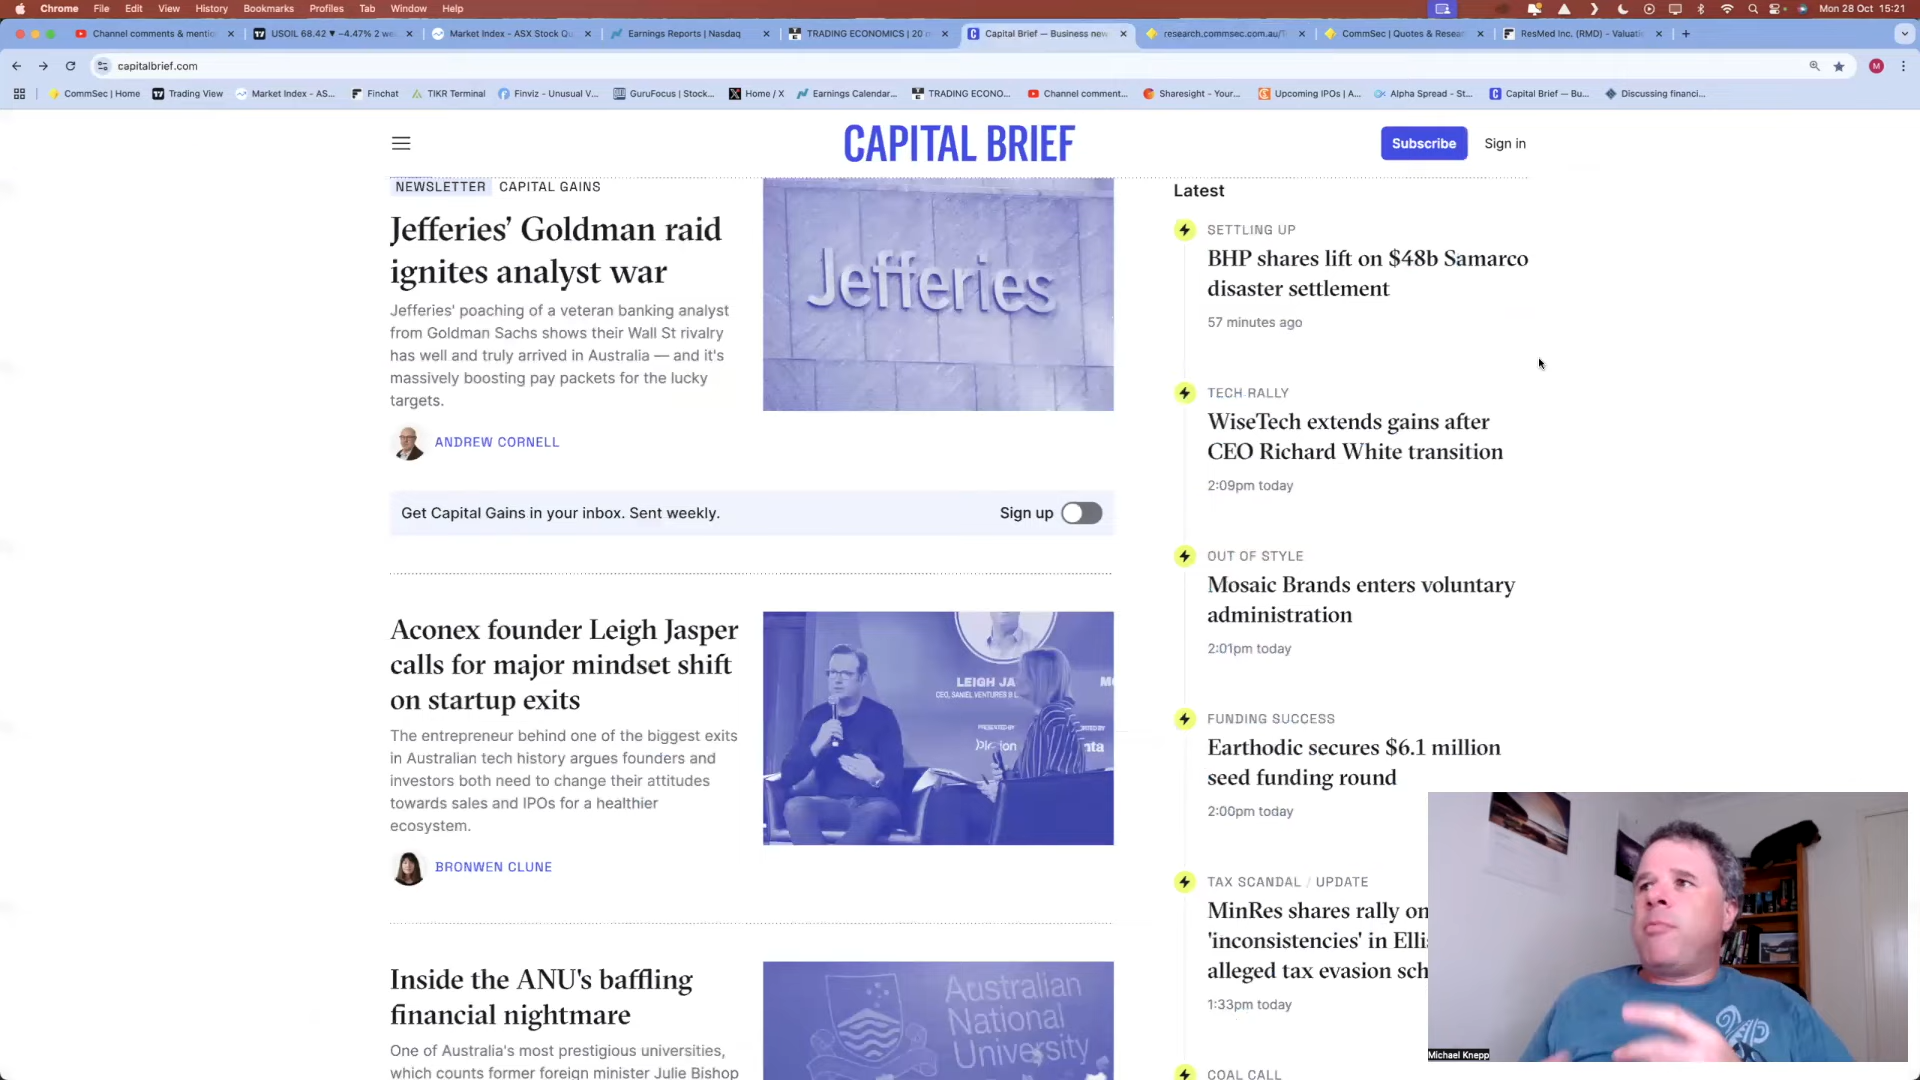 Chrome File Edit View History Bookmarks Profiles Tab Window Help Mon 28 Oct 15:21
Channel comments & mentio USOIL 68.42 ▼ −4.47% 2 w Market Index - ASX Stock Qu Earnings Reports | Nasdaq TRADING ECONOMICS | 20 m Capital Brief — Business new research.commsec.com.au/ CommSec | Quotes & Resear ResMed Inc. (RMD) - Valuati
capitalbrief.com M
CommSec | Home Trading View Market Index - AS... Finchat TIKR Terminal Finviz - Unusual V... GuruFocus | Stock... Home / X Earnings Calendar... TRADING ECONO... Channel comment... Sharesight - Your... Upcoming IPOs | A... Alpha Spread - St... Capital Brief — Bu... Discussing financi...
CAPITAL BRIEF
Subscribe Sign in
NEWSLETTER CAPITAL GAINS
Jefferies’ Goldman raid
ignites analyst war
Jefferies' poaching of a veteran banking analyst
from Goldman Sachs shows their Wall St rivalry
has well and truly arrived in Australia — and it's
massively boosting pay packets for the lucky
targets.
ANDREW CORNELL
Jefferies
Get Capital Gains in your inbox. Sent weekly. Sign up
Aconex founder Leigh Jasper
calls for major mindset shift
on startup exits
The entrepreneur behind one of the biggest exits
in Australian tech history argues founders and
investors both need to change their attitudes
towards sales and IPOs for a healthier
ecosystem.
BRONWEN CLUNE
LEIGH JA
PRESENTED BY
Inside the ANU's baffling
financial nightmare
One of Australia's most prestigious universities,
which counts former foreign minister Julie Bishop
Australian
National
University
Latest
SETTLING UP
BHP shares lift on $48b Samarco
disaster settlement
57 minutes ago
TECH RALLY
WiseTech extends gains after
CEO Richard White transition
2:09pm today
OUT OF STYLE
Mosaic Brands enters voluntary
administration
2:01pm today
FUNDING SUCCESS
Earthodic secures $6.1 million
seed funding round
2:00pm today
TAX SCANDAL / UPDATE
MinRes shares rally on
'inconsistencies' in Elli
alleged tax evasion sch
1:33pm today
COAL CALL
Michael Knepp